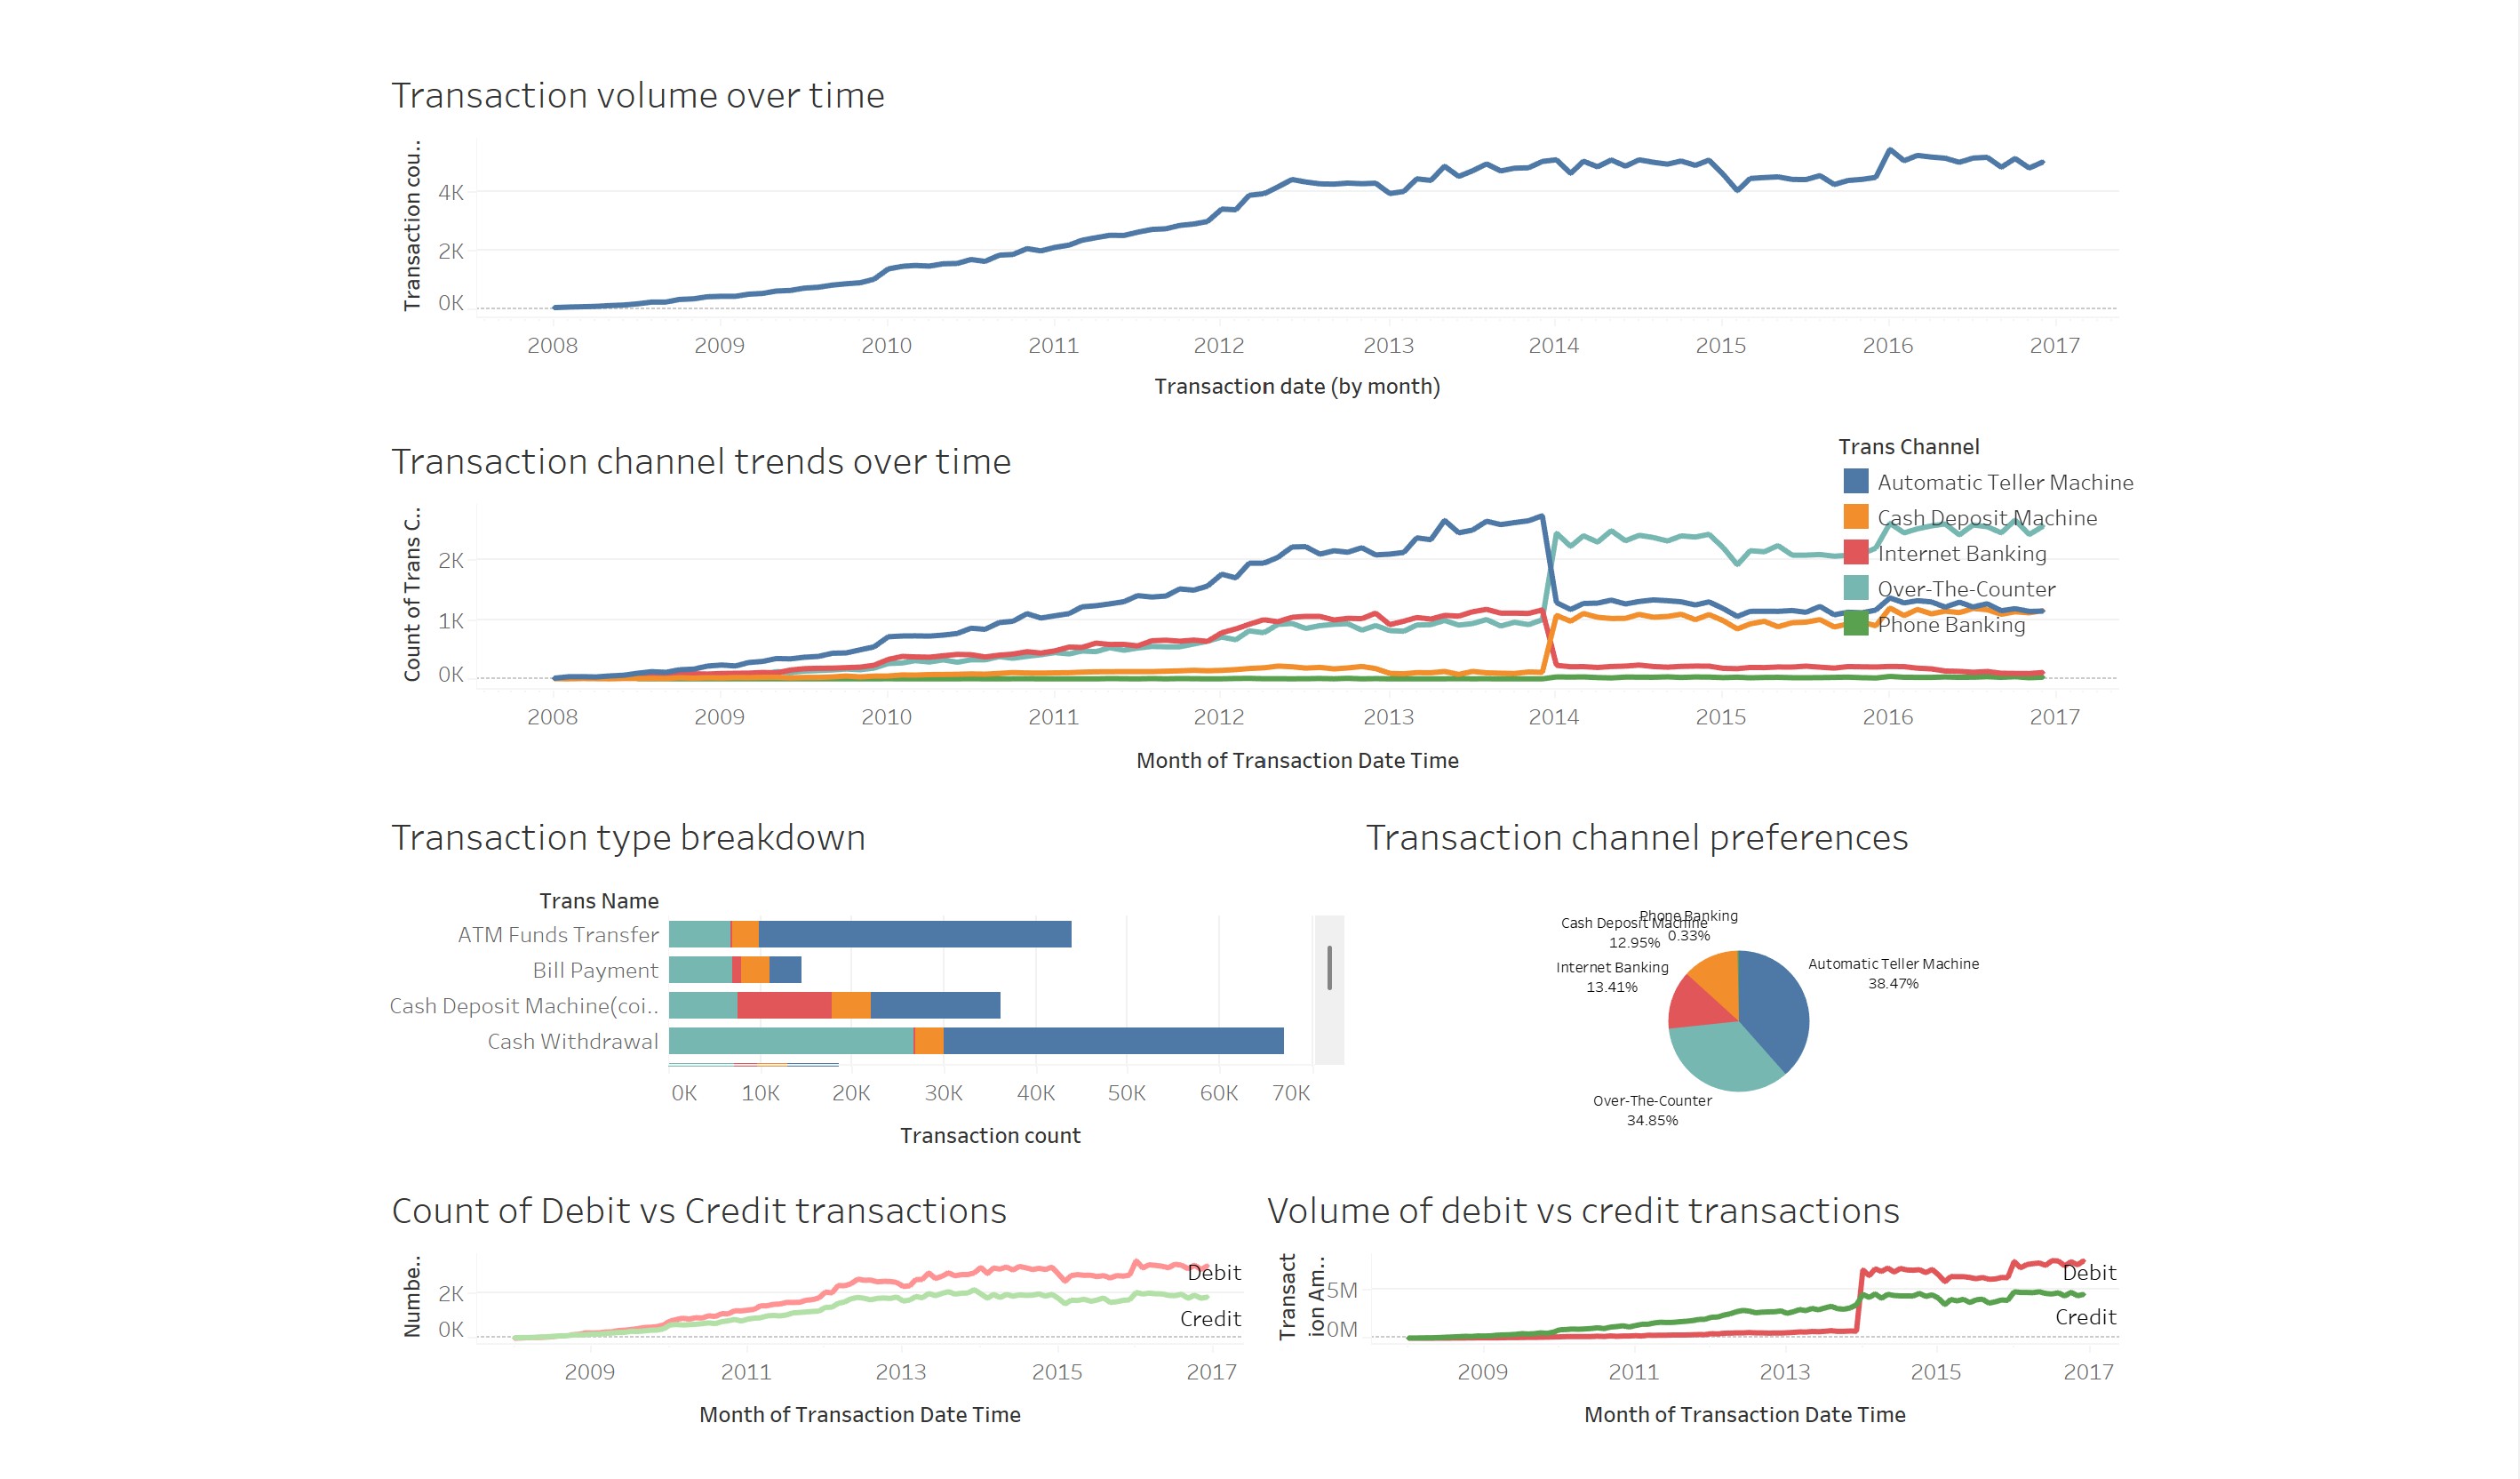 Transaction volume over time
Transaction cou..
4K
2K
0K
2008 2009 2010 2011 2012 2013 2014 2015 2016 2017
Transaction date (by month)
Transaction channel trends over time
Trans Channel
Automatic Teller Machine
Cash Deposit Machine
Internet Banking
Over-The-Counter
Phone Banking
Count of Trans C..
2K
1K
0K
2008 2009 2010 2011 2012 2013 2014 2015 2016 2017
Month of Transaction Date Time
Transaction type breakdown
Trans Name
ATM Funds Transfer
Bill Payment
Cash Deposit Machine(coi..
Cash Withdrawal
0K 10K 20K 30K 40K 50K 60K 70K
Transaction count
Transaction channel preferences
Phone Banking
0.33%
Cash Deposit Machine
12.95%
Internet Banking
13.41%
Automatic Teller Machine
38.47%
Over-The-Counter
34.85%
Count of Debit vs Credit transactions
Numbe..
2K
0K
Debit
Credit
2009 2011 2013 2015 2017
Month of Transaction Date Time
Volume of debit vs credit transactions
Transact
ion Am..
5M
0M
Debit
Credit
2009 2011 2013 2015 2017
Month of Transaction Date Time